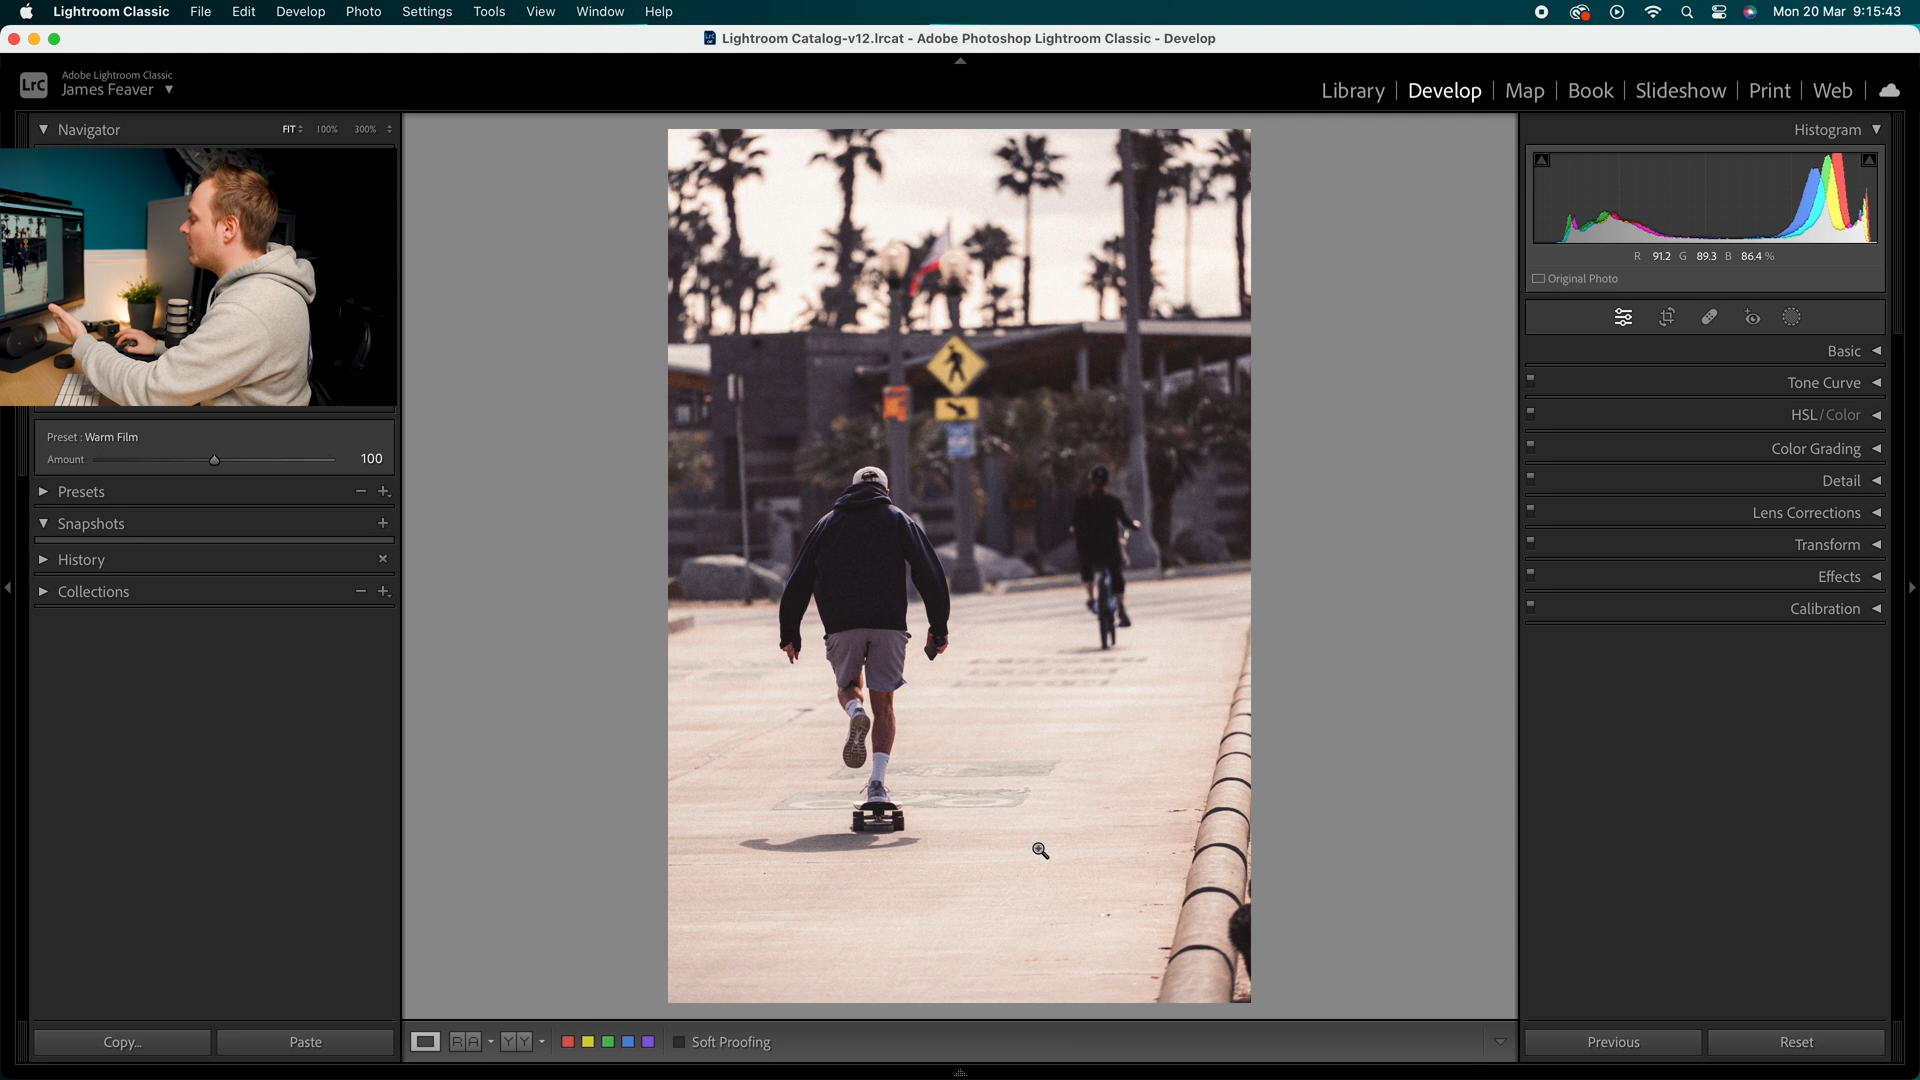 Lightroom Classic File Edit Develop Photo Settings Tools View Window Help Mon 20 Mar 9:15:43
Lightroom Catalog-v12.lrcat - Adobe Photoshop Lightroom Classic - Develop
LrC Adobe Lightroom Classic
James Feaver
Library Develop Map Book Slideshow Print Web
Navigator FIT 100% 300%
Histogram
R 91.2 G 89.3 B 86.4 %
Original Photo
Basic
Tone Curve
HSL / Color
Color Grading
Detail
Lens Corrections
Transform
Effects
Calibration
Preset : Warm Film
Amount 100
Presets
Snapshots
History
Collections
Copy... Paste
R A Y Y Soft Proofing
Previous Reset